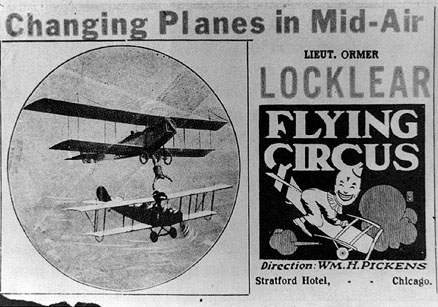 Changing Planes in Mid-Air
LIEUT. ORMER
LOCKLEAR
FLYING
CIRCUS
Direction: WM. H. PICKENS
Stratford Hotel, - - Chicago.